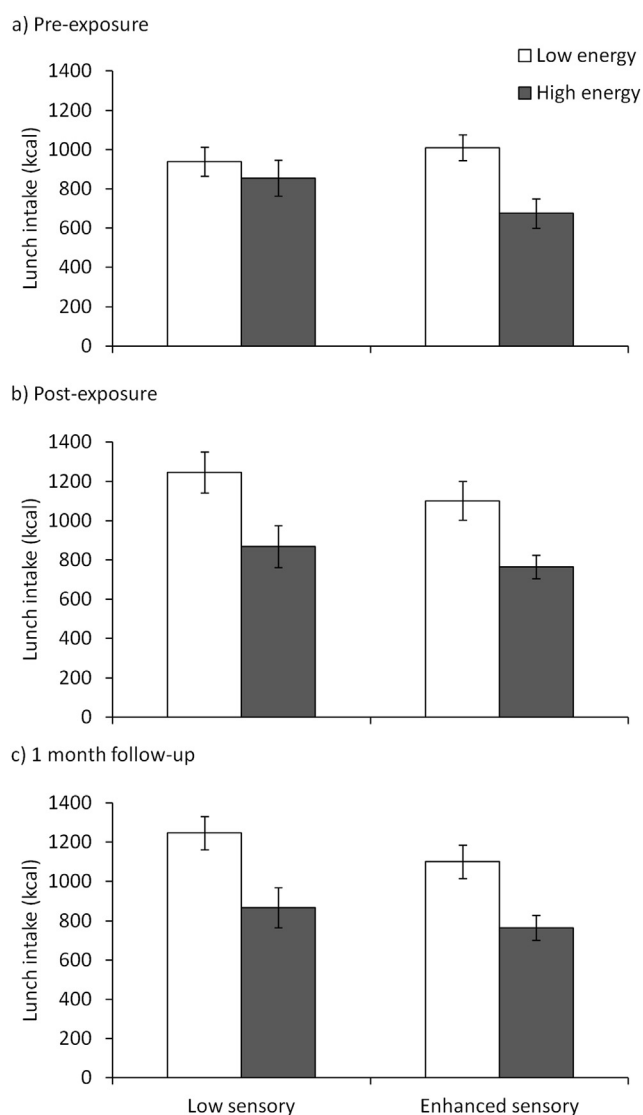 a) Pre-exposure
Low energy
High energy
Lunch intake (kcal)
1400
1200
1000
800
600
400
200
0
b) Post-exposure
Lunch intake (kcal)
1400
1200
1000
800
600
400
200
0
c) 1 month follow-up
Lunch intake (kcal)
1400
1200
1000
800
600
400
200
0
Low sensory Enhanced sensory